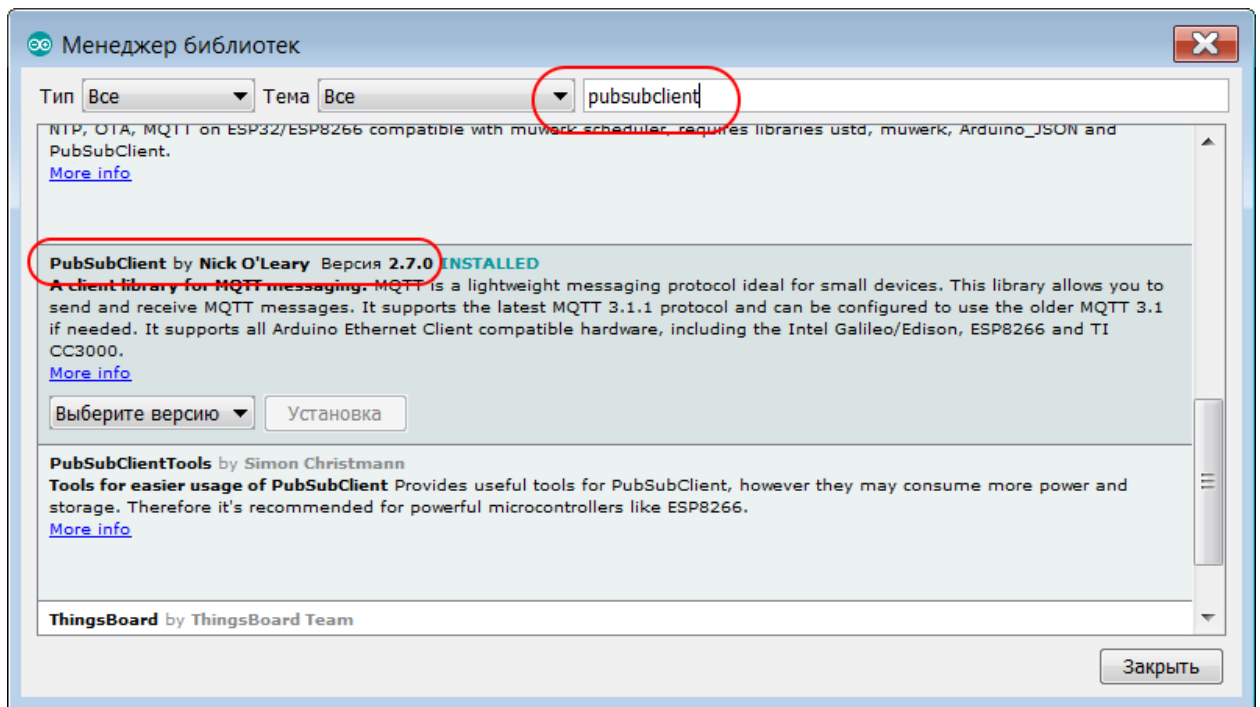 Менеджер библиотек
Тип Все Тема Все pubsubclient
NTP, OTA, MQTT on ESP32/ESP8266 compatible with muwerk scheduler, requires libraries ustd, muwerk, Arduino_JSON and
PubSubClient.
More info
PubSubClient by Nick O'Leary Версия 2.7.0 INSTALLED
A client library for MQTT messaging. MQTT is a lightweight messaging protocol ideal for small devices. This library allows you to
send and receive MQTT messages. It supports the latest MQTT 3.1.1 protocol and can be configured to use the older MQTT 3.1
if needed. It supports all Arduino Ethernet Client compatible hardware, including the Intel Galileo/Edison, ESP8266 and TI
CC3000.
More info
Выберите версию Установка
PubSubClientTools by Simon Christmann
Tools for easier usage of PubSubClient Provides useful tools for PubSubClient, however they may consume more power and
storage. Therefore it's recommended for powerful microcontrollers like ESP8266.
More info
ThingsBoard by ThingsBoard Team
Закрыть